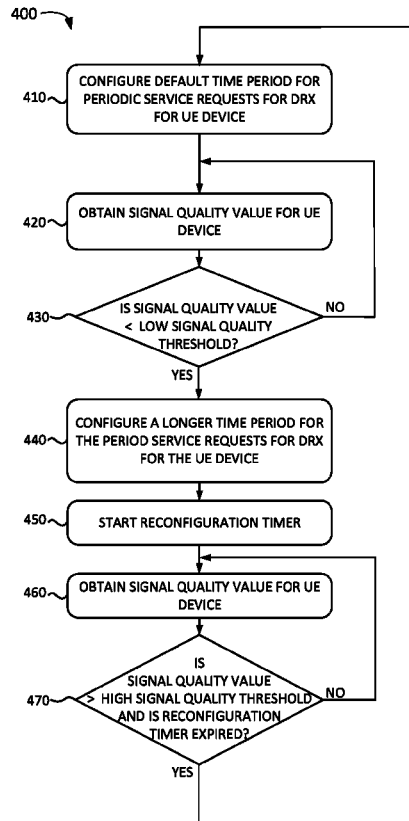 400
410
CONFIGURE DEFAULT TIME PERIOD FOR
PERIODIC SERVICE REQUESTS FOR DRX
FOR UE DEVICE
420
OBTAIN SIGNAL QUALITY VALUE FOR UE
DEVICE
430
IS SIGNAL QUALITY VALUE
< LOW SIGNAL QUALITY
THRESHOLD?
NO
YES
440
CONFIGURE A LONGER TIME PERIOD FOR
THE PERIOD SERVICE REQUESTS FOR DRX
FOR THE UE DEVICE
450
START RECONFIGURATION TIMER
460
OBTAIN SIGNAL QUALITY VALUE FOR UE
DEVICE
470
IS
SIGNAL QUALITY VALUE
> HIGH SIGNAL QUALITY THRESHOLD
AND IS RECONFIGURATION
TIMER EXPIRED?
NO
YES